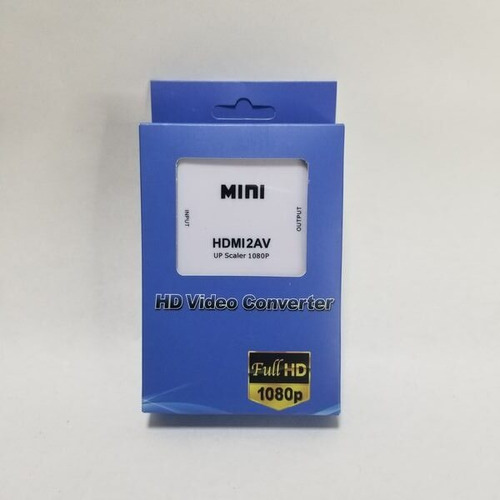 MINI
INPUT
OUTPUT
HDMI2AV
UP Scaler 1080P
HD Video Converter
Full HD
1080p